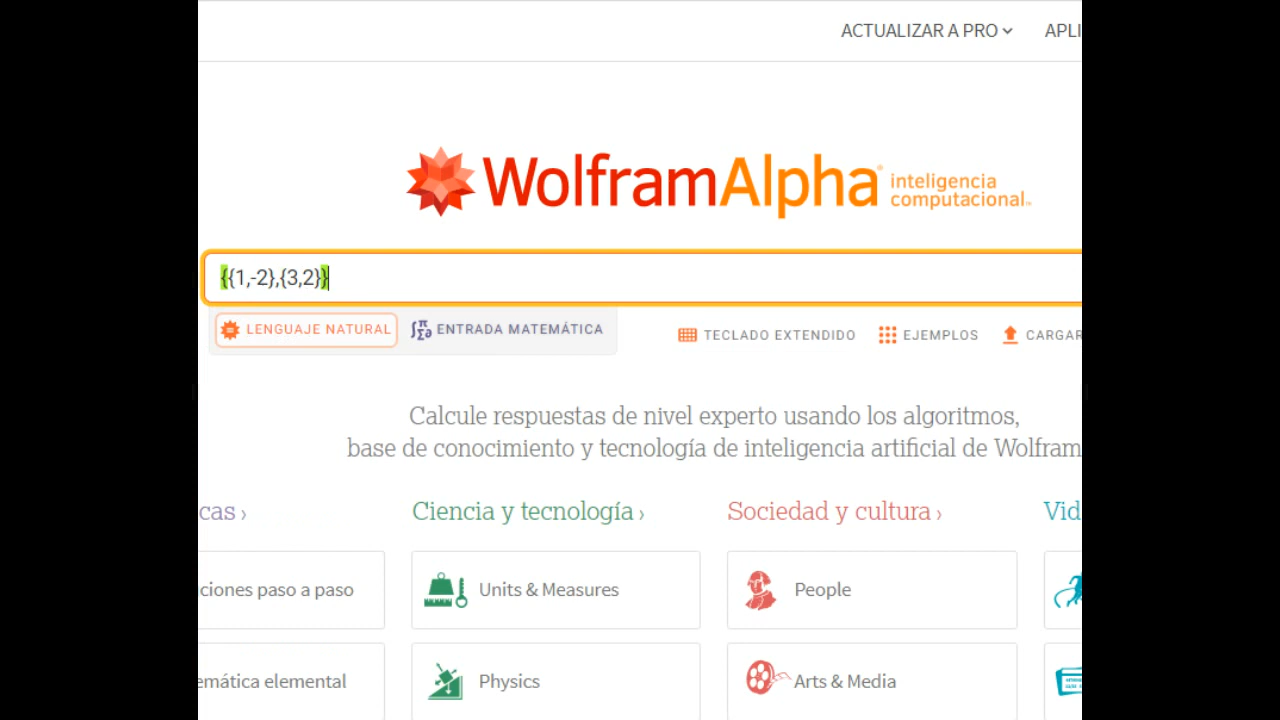 ACTUALIZAR A PRO APLI
WolframAlpha inteligencia computacional
{{1,-2},{3,2}}
LENGUAJE NATURAL ENTRADA MATEMÁTICA TECLADO EXTENDIDO EJEMPLOS CARGAR
Calcule respuestas de nivel experto usando los algoritmos,
base de conocimiento y tecnología de inteligencia artificial de Wolfram
cas › Ciencia y tecnología › Sociedad y cultura › Vid
ciones paso a paso Units & Measures People
emática elemental Physics Arts & Media